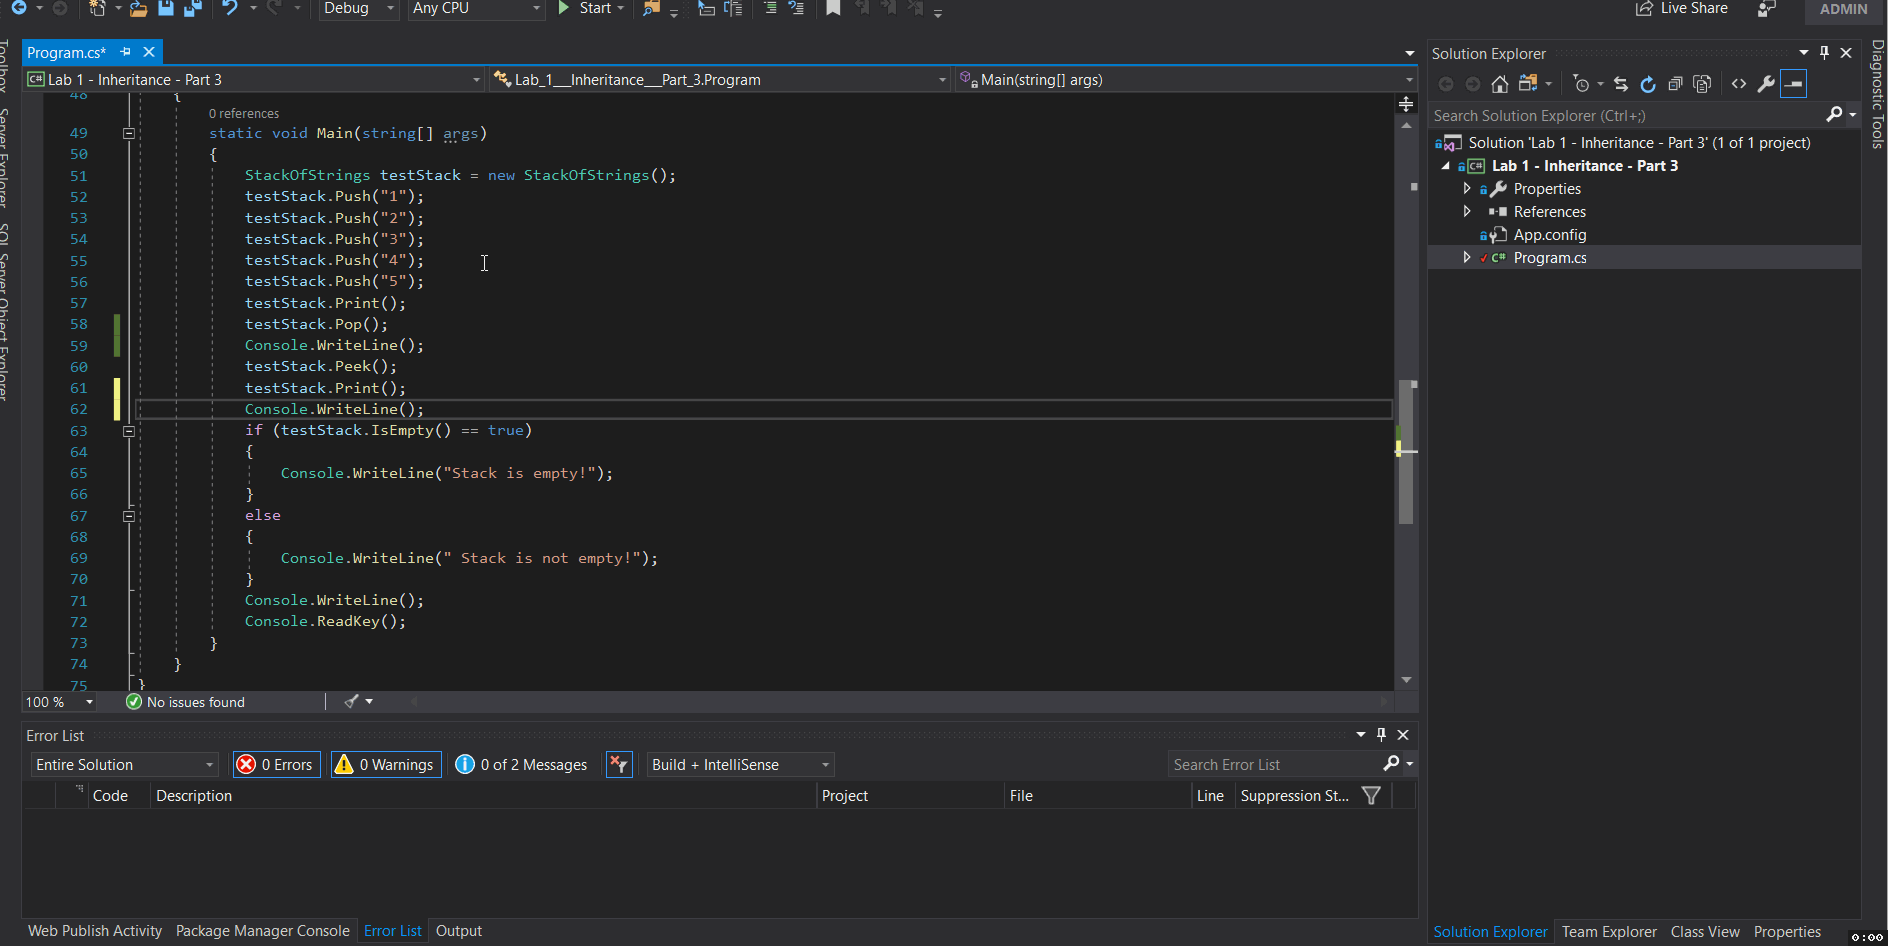 Debug Any CPU Start Live Share ADMIN
Program.cs*
Lab 1 - Inheritance - Part 3 Lab_1__Inheritance__Part_3.Program Main(string[] args)
48 {
0 references
49 static void Main(string[] args)
50 {
51 StackOfStrings testStack = new StackOfStrings();
52 testStack.Push("1");
53 testStack.Push("2");
54 testStack.Push("3");
55 testStack.Push("4");
56 testStack.Push("5");
57 testStack.Print();
58 testStack.Pop();
59 Console.WriteLine();
60 testStack.Peek();
61 testStack.Print();
62 Console.WriteLine();
63 if (testStack.IsEmpty() == true)
64 {
65 Console.WriteLine("Stack is empty!");
66 }
67 else
68 {
69 Console.WriteLine(" Stack is not empty!");
70 }
71 Console.WriteLine();
72 Console.ReadKey();
73 }
74 }
75 }
100 % No issues found
Error List
Entire Solution 0 Errors 0 Warnings 0 of 2 Messages Build + IntelliSense Search Error List
Code Description Project File Line Suppression St...
Web Publish Activity Package Manager Console Error List Output
Toolbox
Server Explorer
SQL Server Object Explorer
Solution Explorer
Search Solution Explorer (Ctrl+;)
Solution 'Lab 1 - Inheritance - Part 3' (1 of 1 project)
C# Lab 1 - Inheritance - Part 3
Properties
References
App.config
C# Program.cs
Solution Explorer Team Explorer Class View Properties
Diagnostic Tools
0:00